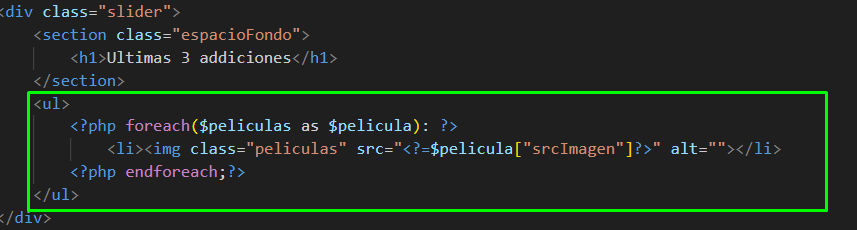 <div class="slider">
<section class="espacioFondo">
<h1>Ultimas 3 addiciones</h1>
</section>
<ul>
<?php foreach($peliculas as $pelicula): ?>
<li><img class="peliculas" src="<?=$pelicula["srcImagen"]?>" alt=""></li>
<?php endforeach;?>
</ul>
</div>